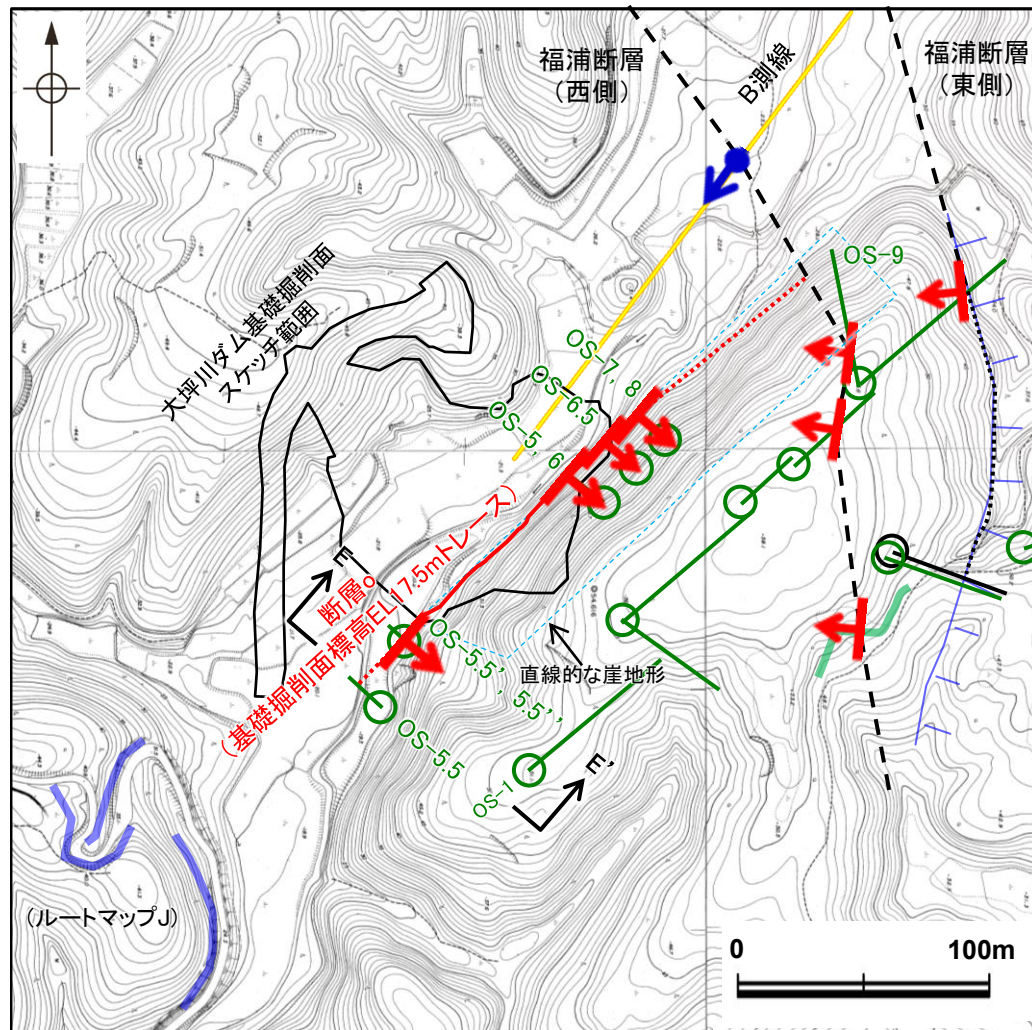 福浦断層
（西側）
B測線
福浦断層
（東側）
OS-9
大坪川ダム基礎掘削面
スケッチ範囲
OS-7, 8
OS-6.5
OS-5, 6
E
断層o
（基礎掘削面標高EL17.5mトレース）
OS-5.5', 5.5''
直線的な崖地形
OS-5.5
OS-1
E'
（ルートマップJ）
0
100m